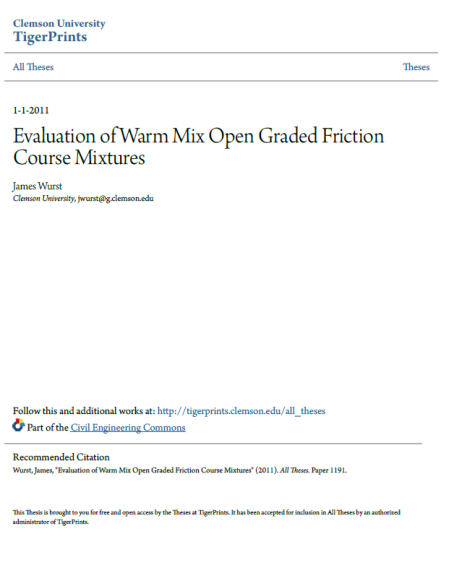 Clemson University
TigerPrints
All Theses
Theses
1-1-2011
Evaluation of Warm Mix Open Graded Friction
Course Mixtures
James Wurst
Clemson University, jwurst@g.clemson.edu
Follow this and additional works at: http://tigerprints.clemson.edu/all_theses
Part of the Civil Engineering Commons
Recommended Citation
Wurst, James, "Evaluation of Warm Mix Open Graded Friction Course Mixtures" (2011). All Theses. Paper 1191.
This Thesis is brought to you for free and open access by the Theses at TigerPrints. It has been accepted for inclusion in All Theses by an authorized
administrator of TigerPrints.